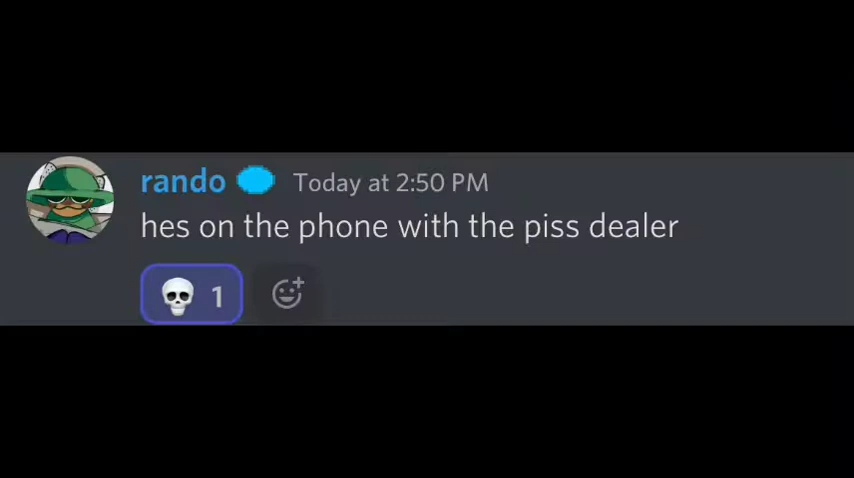 rando Today at 2:50 PM
hes on the phone with the piss dealer
💀 1